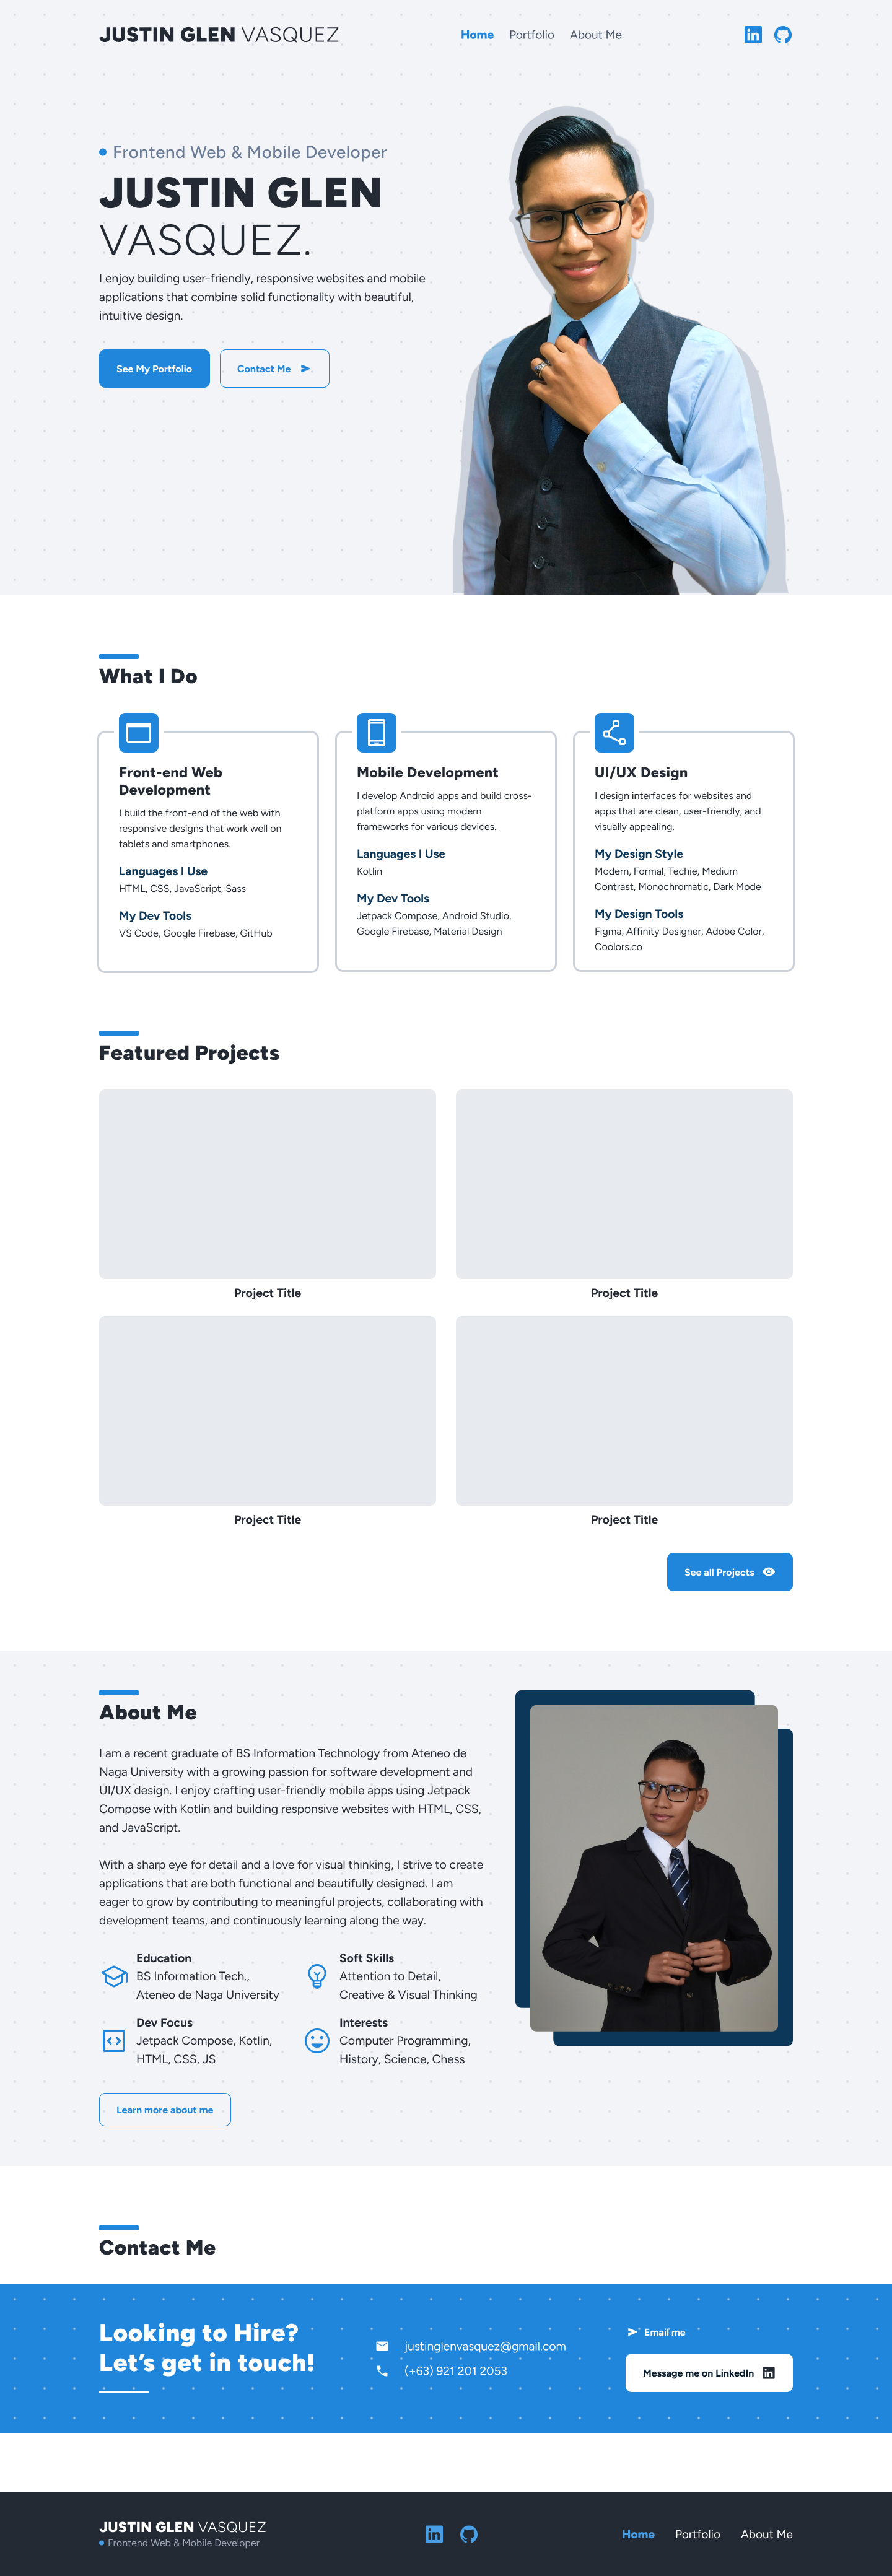 JUSTIN GLEN VASQUEZ
Home Portfolio About Me
Frontend Web & Mobile Developer
JUSTIN GLEN
VASQUEZ.
I enjoy building user-friendly, responsive websites and mobile
applications that combine solid functionality with beautiful,
intuitive design.
See My Portfolio
Contact Me
What I Do
Front-end Web
Development
I build the front-end of the web with
responsive designs that work well on
tablets and smartphones.
Languages I Use
HTML, CSS, JavaScript, Sass
My Dev Tools
VS Code, Google Firebase, GitHub
Mobile Development
I develop Android apps and build cross-
platform apps using modern
frameworks for various devices.
Languages I Use
Kotlin
My Dev Tools
Jetpack Compose, Android Studio,
Google Firebase, Material Design
UI/UX Design
I design interfaces for websites and
apps that are clean, user-friendly, and
visually appealing.
My Design Style
Modern, Formal, Techie, Medium
Contrast, Monochromatic, Dark Mode
My Design Tools
Figma, Affinity Designer, Adobe Color,
Coolors.co
Featured Projects
Project Title
Project Title
Project Title
Project Title
See all Projects
About Me
I am a recent graduate of BS Information Technology from Ateneo de
Naga University with a growing passion for software development and
UI/UX design. I enjoy crafting user-friendly mobile apps using Jetpack
Compose with Kotlin and building responsive websites with HTML, CSS,
and JavaScript.
With a sharp eye for detail and a love for visual thinking, I strive to create
applications that are both functional and beautifully designed. I am
eager to grow by contributing to meaningful projects, collaborating with
development teams, and continuously learning along the way.
Education
BS Information Tech.,
Ateneo de Naga University
Soft Skills
Attention to Detail,
Creative & Visual Thinking
Dev Focus
Jetpack Compose, Kotlin,
HTML, CSS, JS
Interests
Computer Programming,
History, Science, Chess
Learn more about me
Contact Me
Looking to Hire?
Let's get in touch!
justinglenvasquez@gmail.com
(+63) 921 201 2053
Email me
Message me on LinkedIn
JUSTIN GLEN VASQUEZ
Frontend Web & Mobile Developer
Home Portfolio About Me